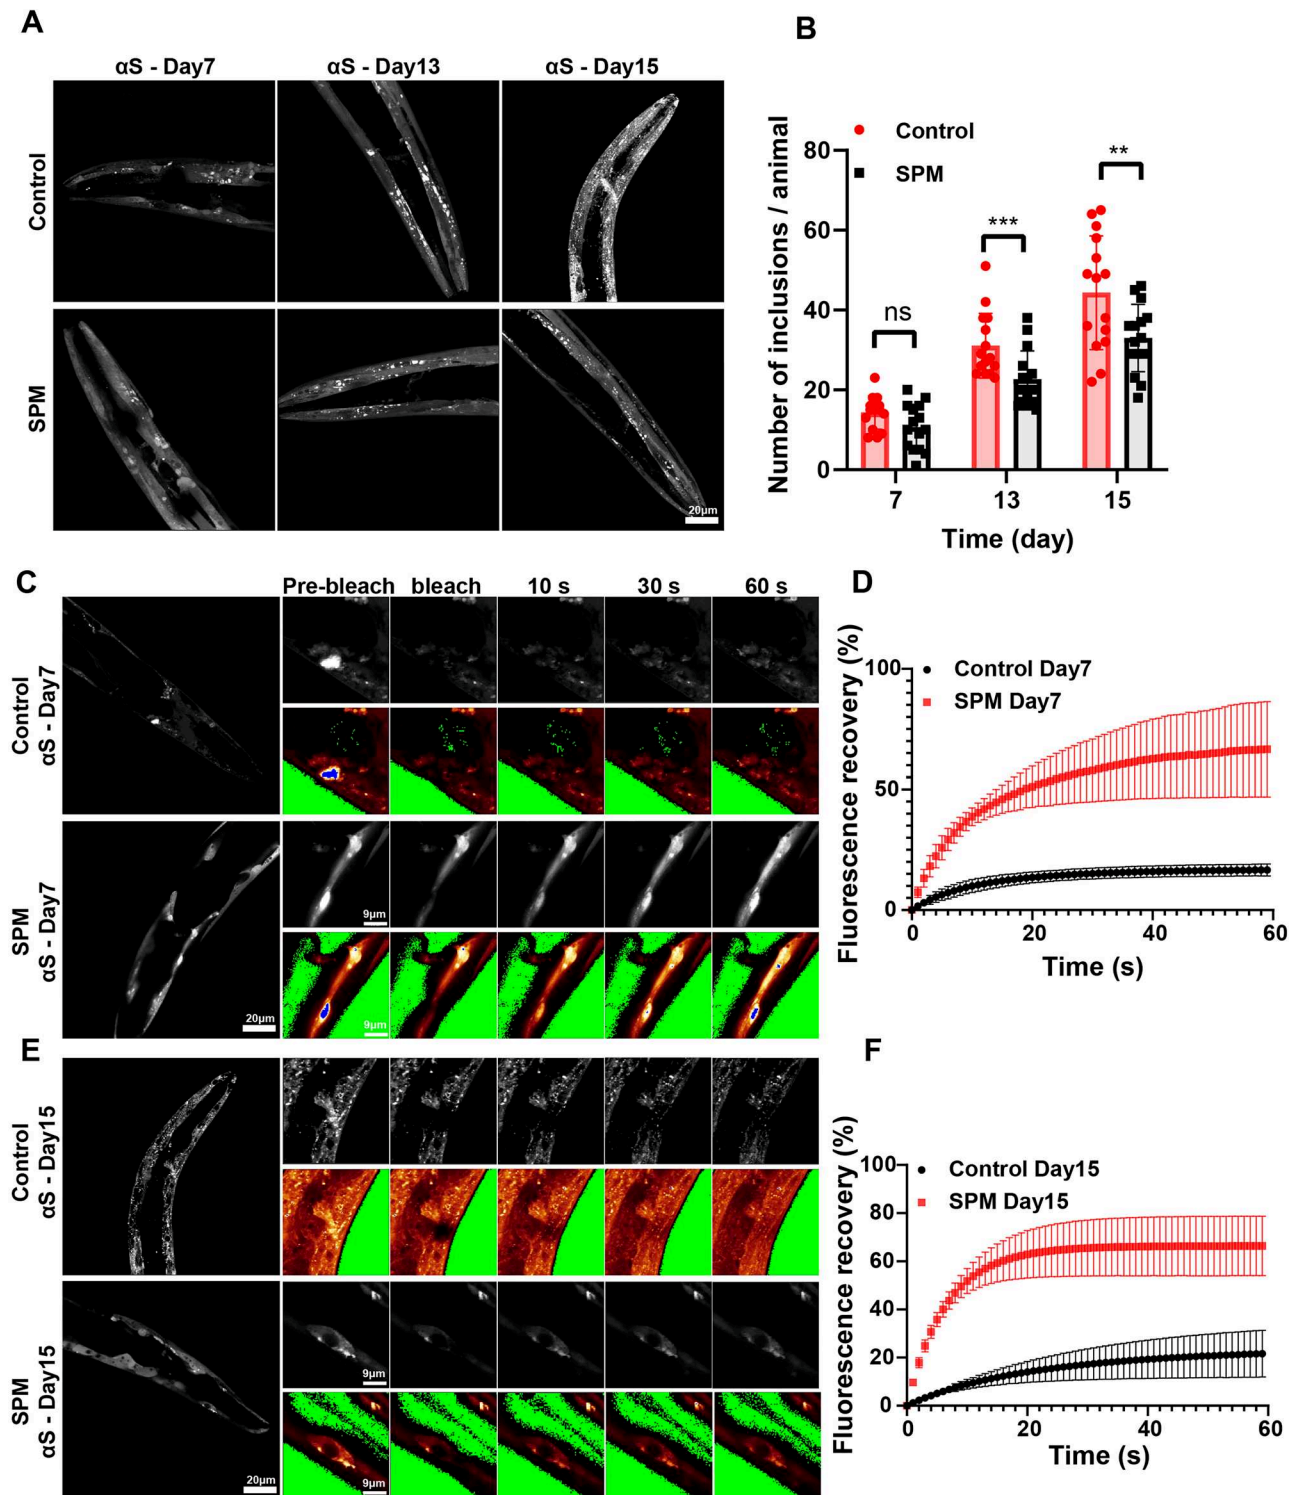 A
αS - Day7
αS - Day13
αS - Day15
Control
SPM
20μm
B
Control
SPM
Number of inclusions / animal
80
60
40
20
0
ns
***
**
7
13
15
Time (day)
C
Pre-bleach
bleach
10 s
30 s
60 s
Control
αS - Day7
SPM
αS - Day7
20μm
9μm
9μm
D
Control Day7
SPM Day7
Fluorescence recovery (%)
100
50
0
0
20
40
60
Time (s)
E
Control
αS - Day15
SPM
αS - Day15
20μm
9μm
9μm
F
Control Day15
SPM Day15
Fluorescence recovery (%)
100
80
60
40
20
0
0
20
40
60
Time (s)